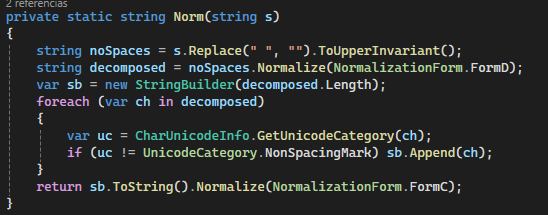 2 referencias
private static string Norm(string s)
{
string noSpaces = s.Replace(" ", "").ToUpperInvariant();
string decomposed = noSpaces.Normalize(NormalizationForm.FormD);
var sb = new StringBuilder(decomposed.Length);
foreach (var ch in decomposed)
{
var uc = CharUnicodeInfo.GetUnicodeCategory(ch);
if (uc != UnicodeCategory.NonSpacingMark) sb.Append(ch);
}
return sb.ToString().Normalize(NormalizationForm.FormC);
}